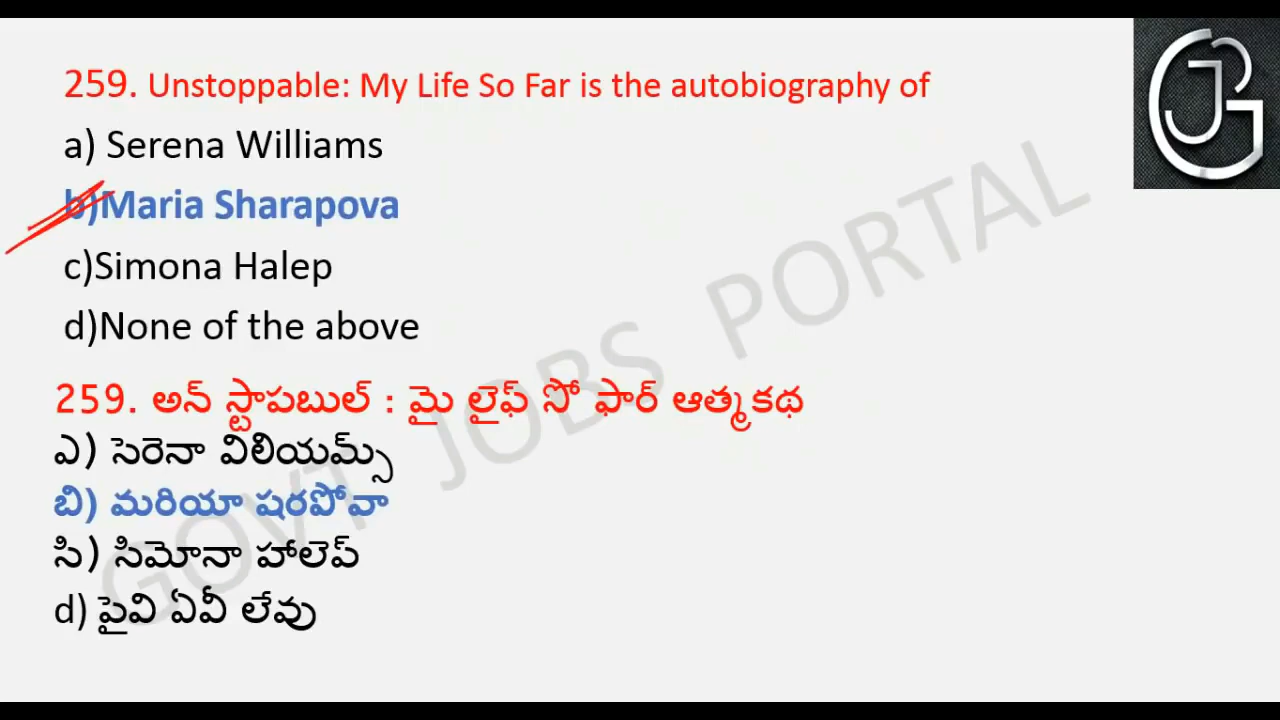 259. Unstoppable: My Life So Far is the autobiography of
a) Serena Williams
b)Maria Sharapova
c)Simona Halep
d)None of the above
259. అన్ స్టాపబుల్ : మై లైఫ్ సో ఫార్ ఆత్మకథ
ఎ) సెరెనా విలియమ్స్
బి) మరియా షరపోవా
సి) సిమోనా హాలెప్
d) పైవి ఏవీ లేవు
GOVT JOBS PORTAL
GJP